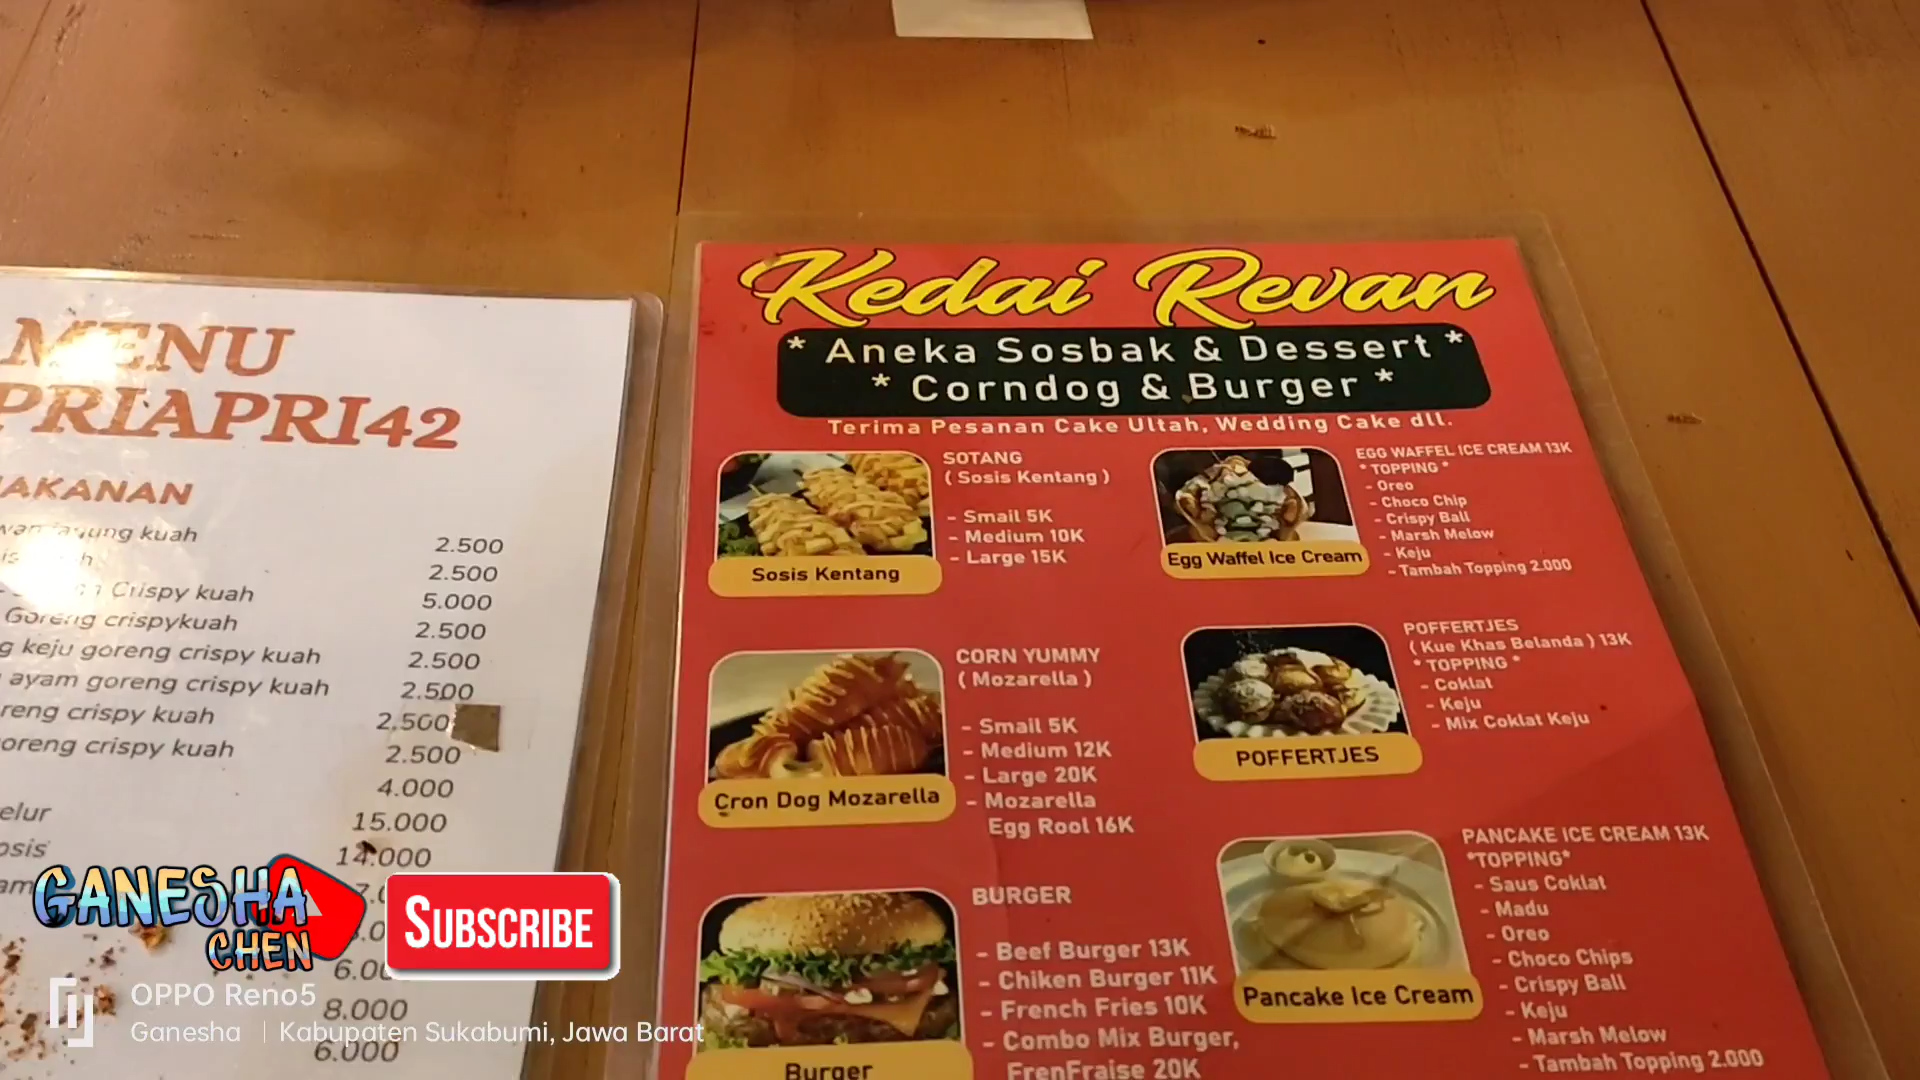 MENU
PRIAPRI42
AKANAN
kuah 2.500
2.500
Crispy kuah 5.000
Goreng crispykuah 2.500
keju goreng crispy kuah 2.500
ayam goreng crispy kuah 2.500
reng crispy kuah 2.500
oreng crispy kuah 2.500
4.000
elur 15.000
osis 14.000
8.000
6.000
Kedai Revan
* Aneka Sosbak & Dessert *
* Corndog & Burger *
Terima Pesanan Cake Ultah, Wedding Cake dll.
Sosis Kentang
SOTANG
( Sosis Kentang )
- Smail 5K
- Medium 10K
- Large 15K
Cron Dog Mozarella
CORN YUMMY
( Mozarella )
- Smail 5K
- Medium 12K
- Large 20K
- Mozarella
Egg Rool 16K
Burger
BURGER
- Beef Burger 13K
- Chiken Burger 11K
- French Fries 10K
- Combo Mix Burger,
FrenFraise 20K
Egg Waffel Ice Cream
EGG WAFFEL ICE CREAM 13K
* TOPPING *
- Oreo
- Choco Chip
- Crispy Ball
- Marsh Melow
- Keju
- Tambah Topping 2.000
POFFERTJES
POFFERTJES
( Kue Khas Belanda ) 13K
* TOPPING *
- Coklat
- Keju
- Mix Coklat Keju
Pancake Ice Cream
PANCAKE ICE CREAM 13K
*TOPPING*
- Saus Coklat
- Madu
- Oreo
- Choco Chips
- Crispy Ball
- Keju
- Marsh Melow
- Tambah Topping 2.000
GANESHA
CHEN
SUBSCRIBE
OPPO Reno5
Ganesha | Kabupaten Sukabumi, Jawa Barat